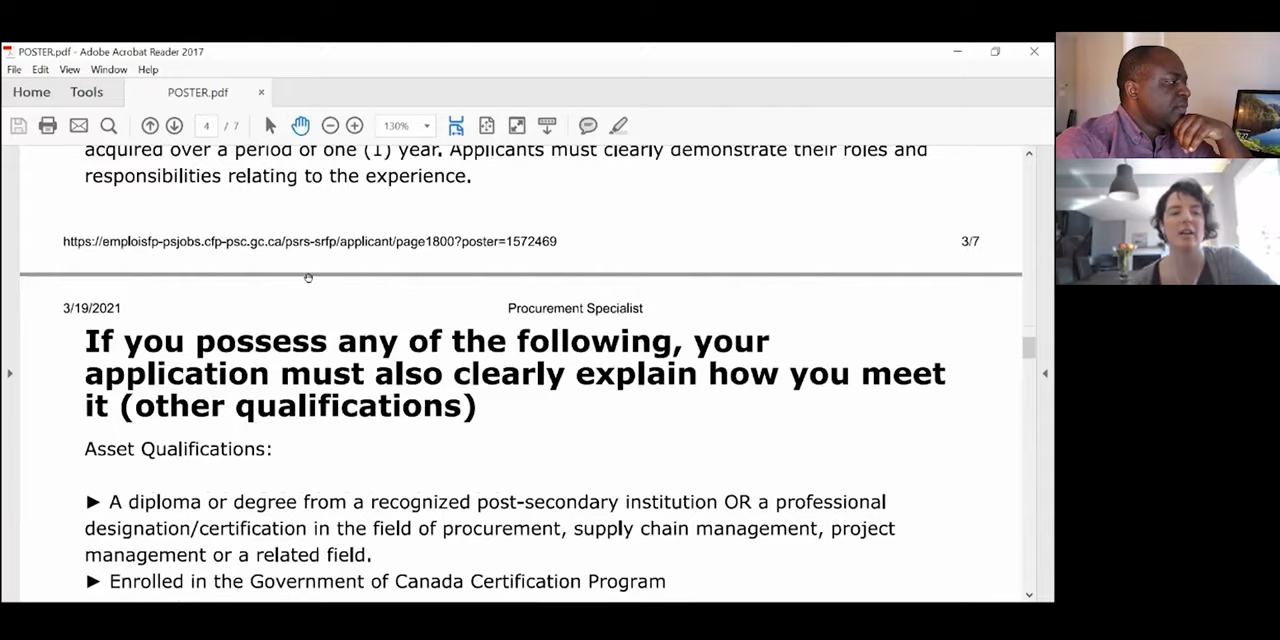 POSTER.pdf - Adobe Acrobat Reader 2017
File Edit View Window Help
Home Tools POSTER.pdf ×
4 / 7 130%
acquired over a period of one (1) year. Applicants must clearly demonstrate their roles and
responsibilities relating to the experience.
https://emploisfp-psjobs.cfp-psc.gc.ca/psrs-srfp/applicant/page1800?poster=1572469 3/7
3/19/2021 Procurement Specialist
If you possess any of the following, your
application must also clearly explain how you meet
it (other qualifications)
Asset Qualifications:
► A diploma or degree from a recognized post-secondary institution OR a professional
designation/certification in the field of procurement, supply chain management, project
management or a related field.
► Enrolled in the Government of Canada Certification Program